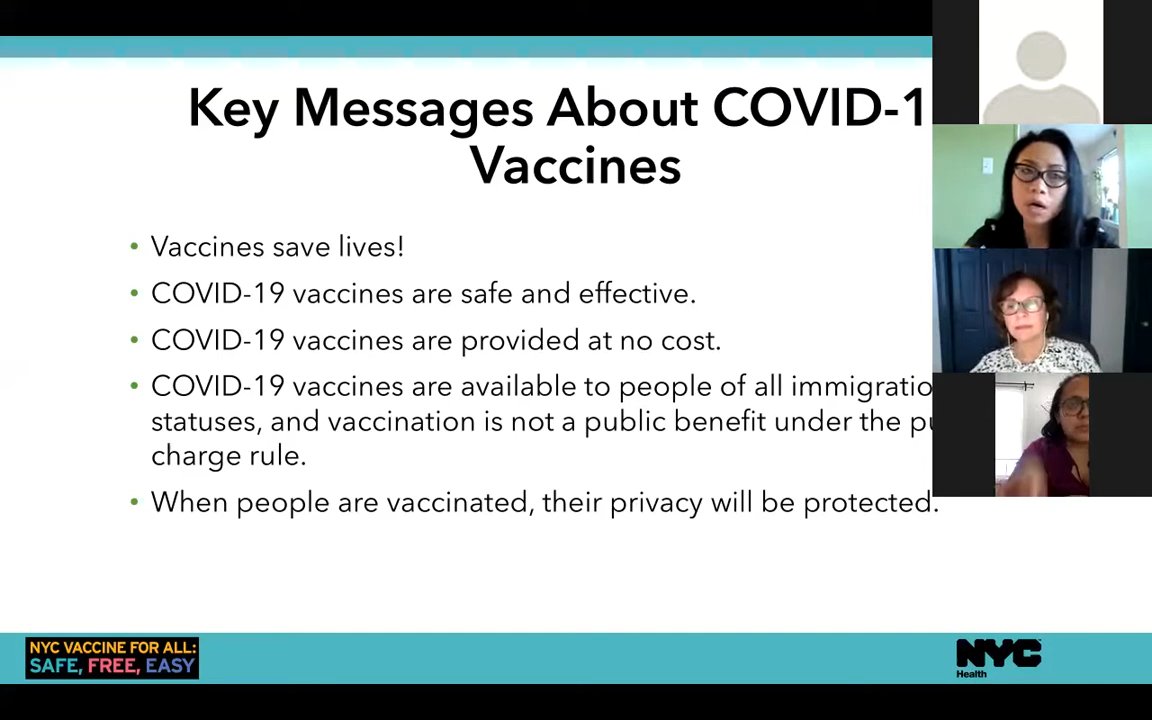 Key Messages About COVID-1
Vaccines
• Vaccines save lives!
• COVID-19 vaccines are safe and effective.
• COVID-19 vaccines are provided at no cost.
• COVID-19 vaccines are available to people of all immigratio
statuses, and vaccination is not a public benefit under the pu
charge rule.
• When people are vaccinated, their privacy will be protected.
NYC VACCINE FOR ALL:
SAFE, FREE, EASY
NYC
Health